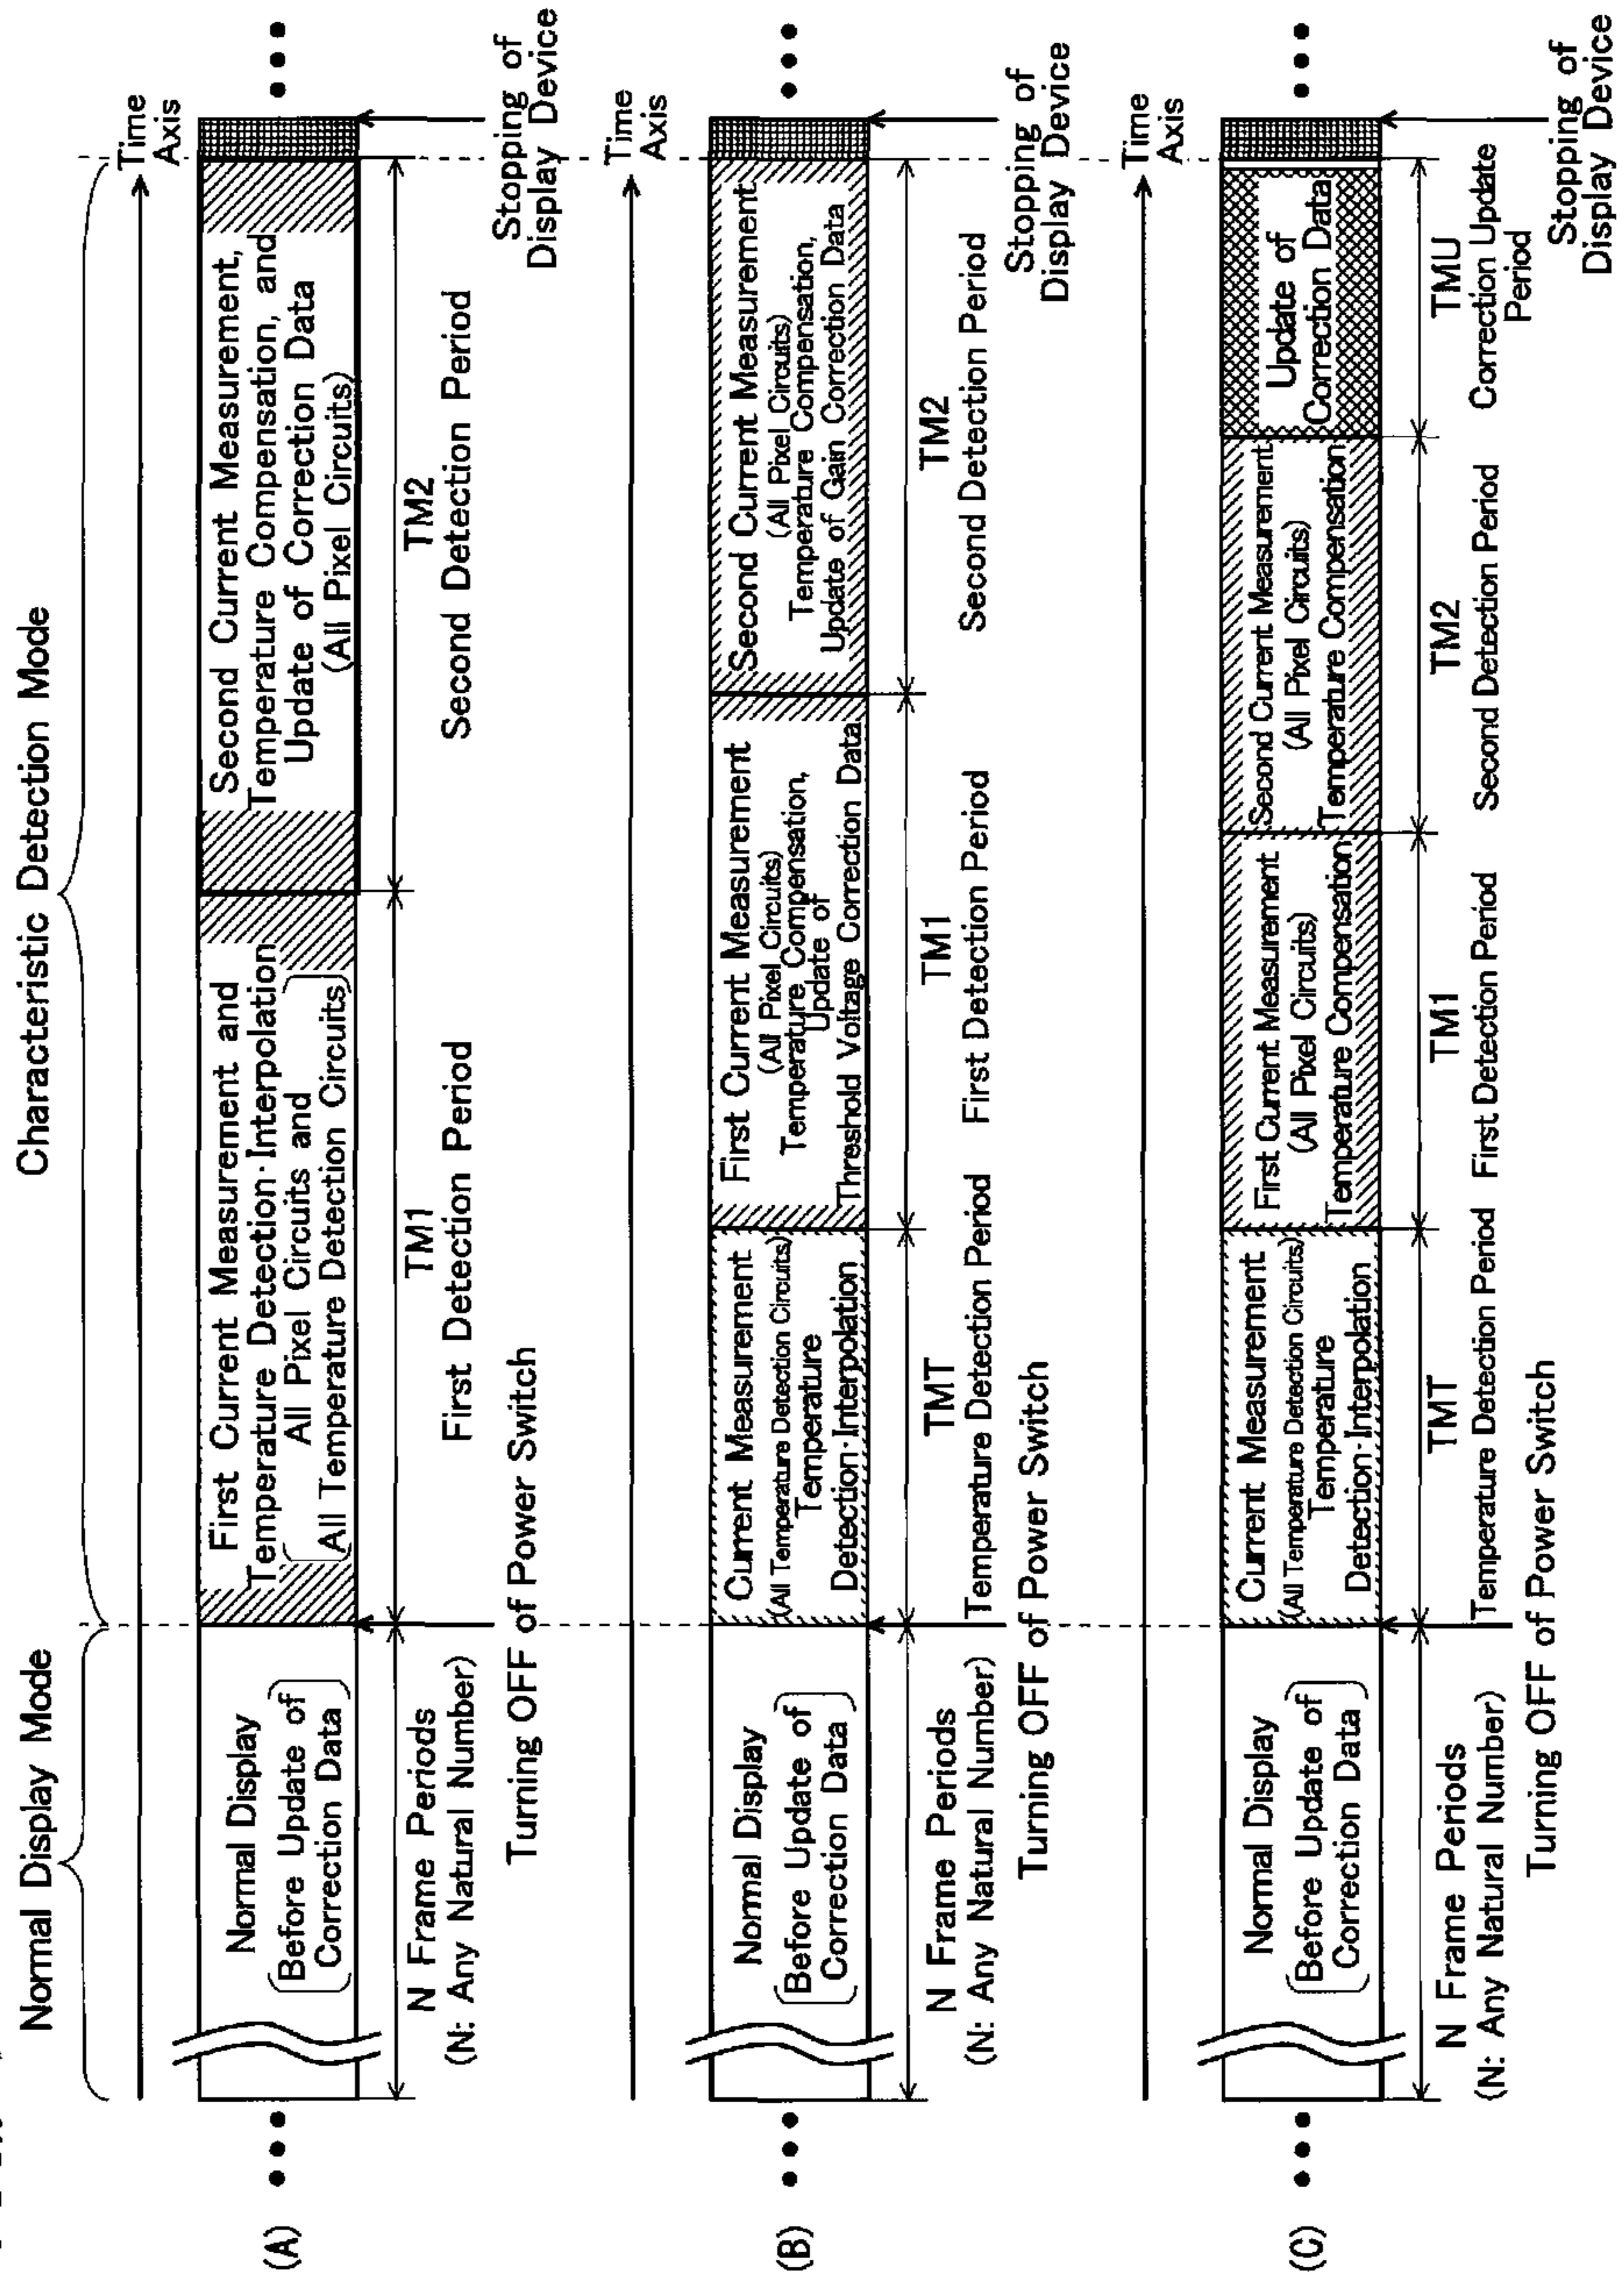 Normal Display Mode
Characteristic Detection Mode
Time
Axis
(A)
Normal Display
Before Update of
Correction Data
First Current Measurement and
Temperature Detection·Interpolation
All Pixel Circuits and
All Temperature Detection Circuits
Second Current Measurement,
Temperature Compensation, and
Update of Correction Data
(All Pixel Circuits)
N Frame Periods
(N: Any Natural Number)
TM1
First Detection Period
TM2
Second Detection Period
Turning OFF of Power Switch
Stopping of
Display Device
Time
Axis
(B)
Normal Display
Before Update of
Correction Data
Current Measurement
(All Temperature Detection Circuits)
Temperature
Detection·Interpolation
First Current Measurement
(All Pixel Circuits)
Temperature Compensation,
Update of
Threshold Voltage Correction Data
Second Current Measurement
(All Pixel Circuits)
Temperature Compensation,
Update of Gain Correction Data
N Frame Periods
(N: Any Natural Number)
TMT
Temperature Detection Period
TM1
First Detection Period
TM2
Second Detection Period
Turning OFF of Power Switch
Stopping of
Display Device
Time
Axis
(C)
Normal Display
Before Update of
Correction Data
Current Measurement
(All Temperature Detection Circuits)
Temperature
Detection·Interpolation
First Current Measurement
(All Pixel Circuits)
Temperature Compensation
Second Current Measurement
(All Pixel Circuits)
Temperature Compensation
Update of
Correction Data
N Frame Periods
(N: Any Natural Number)
TMT
Temperature Detection Period
TM1
First Detection Period
TM2
Second Detection Period
TMU
Correction Update
Period
Turning OFF of Power Switch
Stopping of
Display Device